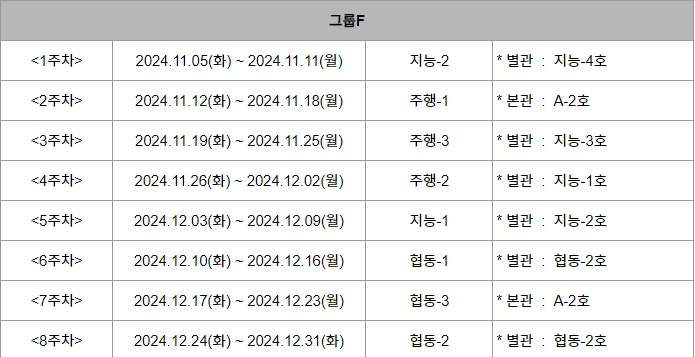 그룹F
<1주차> 2024.11.05(화) ~ 2024.11.11(월) 지능-2 * 별관 : 지능-4호
<2주차> 2024.11.12(화) ~ 2024.11.18(월) 주행-1 * 본관 : A-2호
<3주차> 2024.11.19(화) ~ 2024.11.25(월) 주행-3 * 별관 : 지능-3호
<4주차> 2024.11.26(화) ~ 2024.12.02(월) 주행-2 * 별관 : 지능-1호
<5주차> 2024.12.03(화) ~ 2024.12.09(월) 지능-1 * 별관 : 지능-2호
<6주차> 2024.12.10(화) ~ 2024.12.16(월) 협동-1 * 별관 : 협동-2호
<7주차> 2024.12.17(화) ~ 2024.12.23(월) 협동-3 * 본관 : A-2호
<8주차> 2024.12.24(화) ~ 2024.12.31(화) 협동-2 * 별관 : 협동-2호